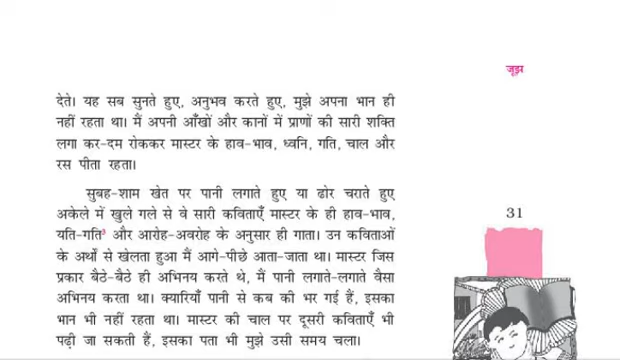 जूझ
देते। यह सब सुनते हुए, अनुभव करते हुए, मुझे अपना भान ही
नहीं रहता था। मैं अपनी आँखों और कानों में प्राणों की सारी शक्ति
लगा कर-दम रोककर मास्टर के हाव-भाव, ध्वनि, गति, चाल और
रस पीता रहता।
सुबह-शाम खेत पर पानी लगाते हुए या ढोर चराते हुए
अकेले में खुले गले से वे सारी कविताएँ मास्टर के ही हाव-भाव,
यति-गति³ और आरोह-अवरोह के अनुसार ही गाता। उन कविताओं
के अर्थों से खेलता हुआ मैं आगे-पीछे आता-जाता था। मास्टर जिस
प्रकार बैठे-बैठे ही अभिनय करते थे, मैं पानी लगाते-लगाते वैसा
अभिनय करता था। क्यारियाँ पानी से कब की भर गई हैं, इसका
भान भी नहीं रहता था। मास्टर की चाल पर दूसरी कविताएँ भी
पढ़ी जा सकती हैं, इसका पता भी मुझे उसी समय चला।
31